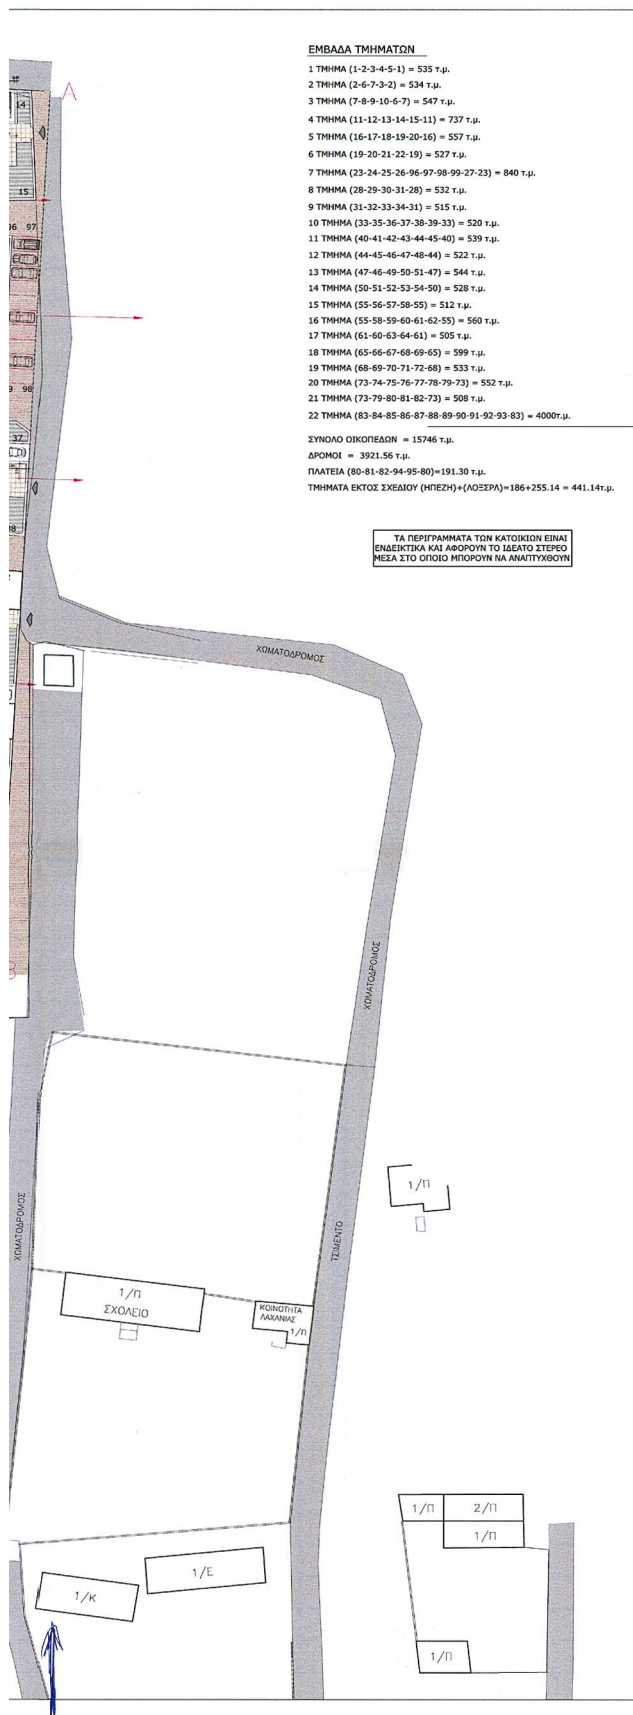 ΕΜΒΑΔΑ ΤΜΗΜΑΤΩΝ
1 ΤΜΗΜΑ (1-2-3-4-5-1) = 535 τ.μ.
2 ΤΜΗΜΑ (2-6-7-3-2) = 534 τ.μ.
3 ΤΜΗΜΑ (7-8-9-10-6-7) = 547 τ.μ.
4 ΤΜΗΜΑ (11-12-13-14-15-11) = 737 τ.μ.
5 ΤΜΗΜΑ (16-17-18-19-20-16) = 557 τ.μ.
6 ΤΜΗΜΑ (19-20-21-22-19) = 527 τ.μ.
7 ΤΜΗΜΑ (23-24-25-26-96-97-98-99-27-23) = 840 τ.μ.
8 ΤΜΗΜΑ (28-29-30-31-28) = 532 τ.μ.
9 ΤΜΗΜΑ (31-32-33-34-31) = 515 τ.μ.
10 ΤΜΗΜΑ (33-35-36-37-38-39-33) = 520 τ.μ.
11 ΤΜΗΜΑ (40-41-42-43-44-45-40) = 539 τ.μ.
12 ΤΜΗΜΑ (44-45-46-47-48-44) = 522 τ.μ.
13 ΤΜΗΜΑ (47-46-49-50-51-47) = 544 τ.μ.
14 ΤΜΗΜΑ (50-51-52-53-54-50) = 528 τ.μ.
15 ΤΜΗΜΑ (55-56-57-58-55) = 512 τ.μ.
16 ΤΜΗΜΑ (55-58-59-60-61-62-55) = 560 τ.μ.
17 ΤΜΗΜΑ (61-60-63-64-61) = 505 τ.μ.
18 ΤΜΗΜΑ (65-66-67-68-69-65) = 599 τ.μ.
19 ΤΜΗΜΑ (68-69-70-71-72-68) = 533 τ.μ.
20 ΤΜΗΜΑ (73-74-75-76-77-78-79-73) = 552 τ.μ.
21 ΤΜΗΜΑ (73-79-80-81-82-73) = 508 τ.μ.
22 ΤΜΗΜΑ (83-84-85-86-87-88-89-90-91-92-93-83) = 4000τ.μ.
ΣΥΝΟΛΟ ΟΙΚΟΠΕΔΩΝ = 15746 τ.μ.
ΔΡΟΜΟΙ = 3921.56 τ.μ.
ΠΛΑΤΕΙΑ (80-81-82-94-95-80)=191.30 τ.μ.
ΤΜΗΜΑΤΑ ΕΚΤΟΣ ΣΧΕΔΙΟΥ (ΗΠΕΖΗ)+(ΛΟΞΣΡΛ)=186+255.14 = 441.14τ.μ.
ΤΑ ΠΕΡΙΓΡΑΜΜΑΤΑ ΤΩΝ ΚΑΤΟΙΚΙΩΝ ΕΙΝΑΙ
ΕΝΔΕΙΚΤΙΚΑ ΚΑΙ ΑΦΟΡΟΥΝ ΤΟ ΙΔΕΑΤΟ ΣΤΕΡΕΟ
ΜΕΣΑ ΣΤΟ ΟΠΟΙΟ ΜΠΟΡΟΥΝ ΝΑ ΑΝΑΠΤΥΧΘΟΥΝ
Α
14
15
97
98
37
ΧΩΜΑΤΟΔΡΟΜΟΣ
ΧΩΜΑΤΟΔΡΟΜΟΣ
1/Π
ΧΩΜΑΤΟΔΡΟΜΟΣ
ΤΣΙΜΕΝΤΟ
1/Π
ΣΧΟΛΕΙΟ
ΚΟΙΝΟΤΗΤΑ
ΛΑΧΑΝΙΑΣ
1/Π
1/Π
2/Π
1/Π
1/Ε
1/Κ
1/Π